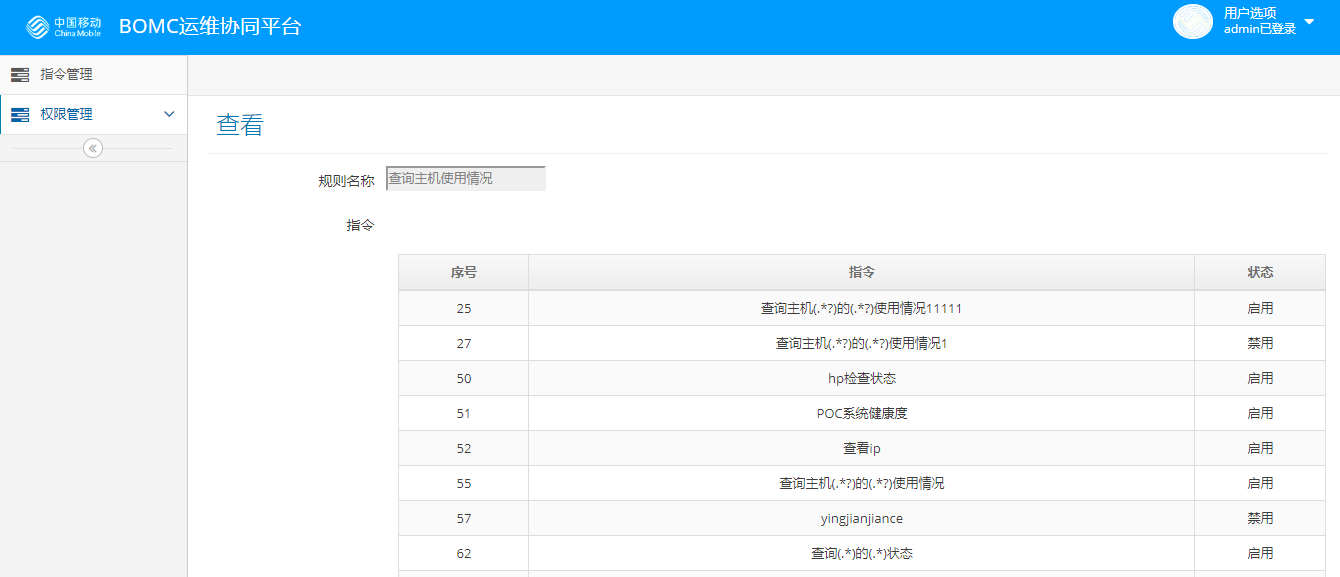 中国移动
China Mobile
BOMC运维协同平台
用户选项
admin已登录
指令管理
权限管理
查看
规则名称 查询主机使用情况
指令
序号 指令 状态
25 查询主机(.*?)的(.*?)使用情况11111 启用
27 查询主机(.*?)的(.*?)使用情况1 禁用
50 hp检查状态 启用
51 POC系统健康度 启用
52 查看ip 启用
55 查询主机(.*?)的(.*?)使用情况 启用
57 yingjianjiance 禁用
62 查询(.*)的(.*)状态 启用